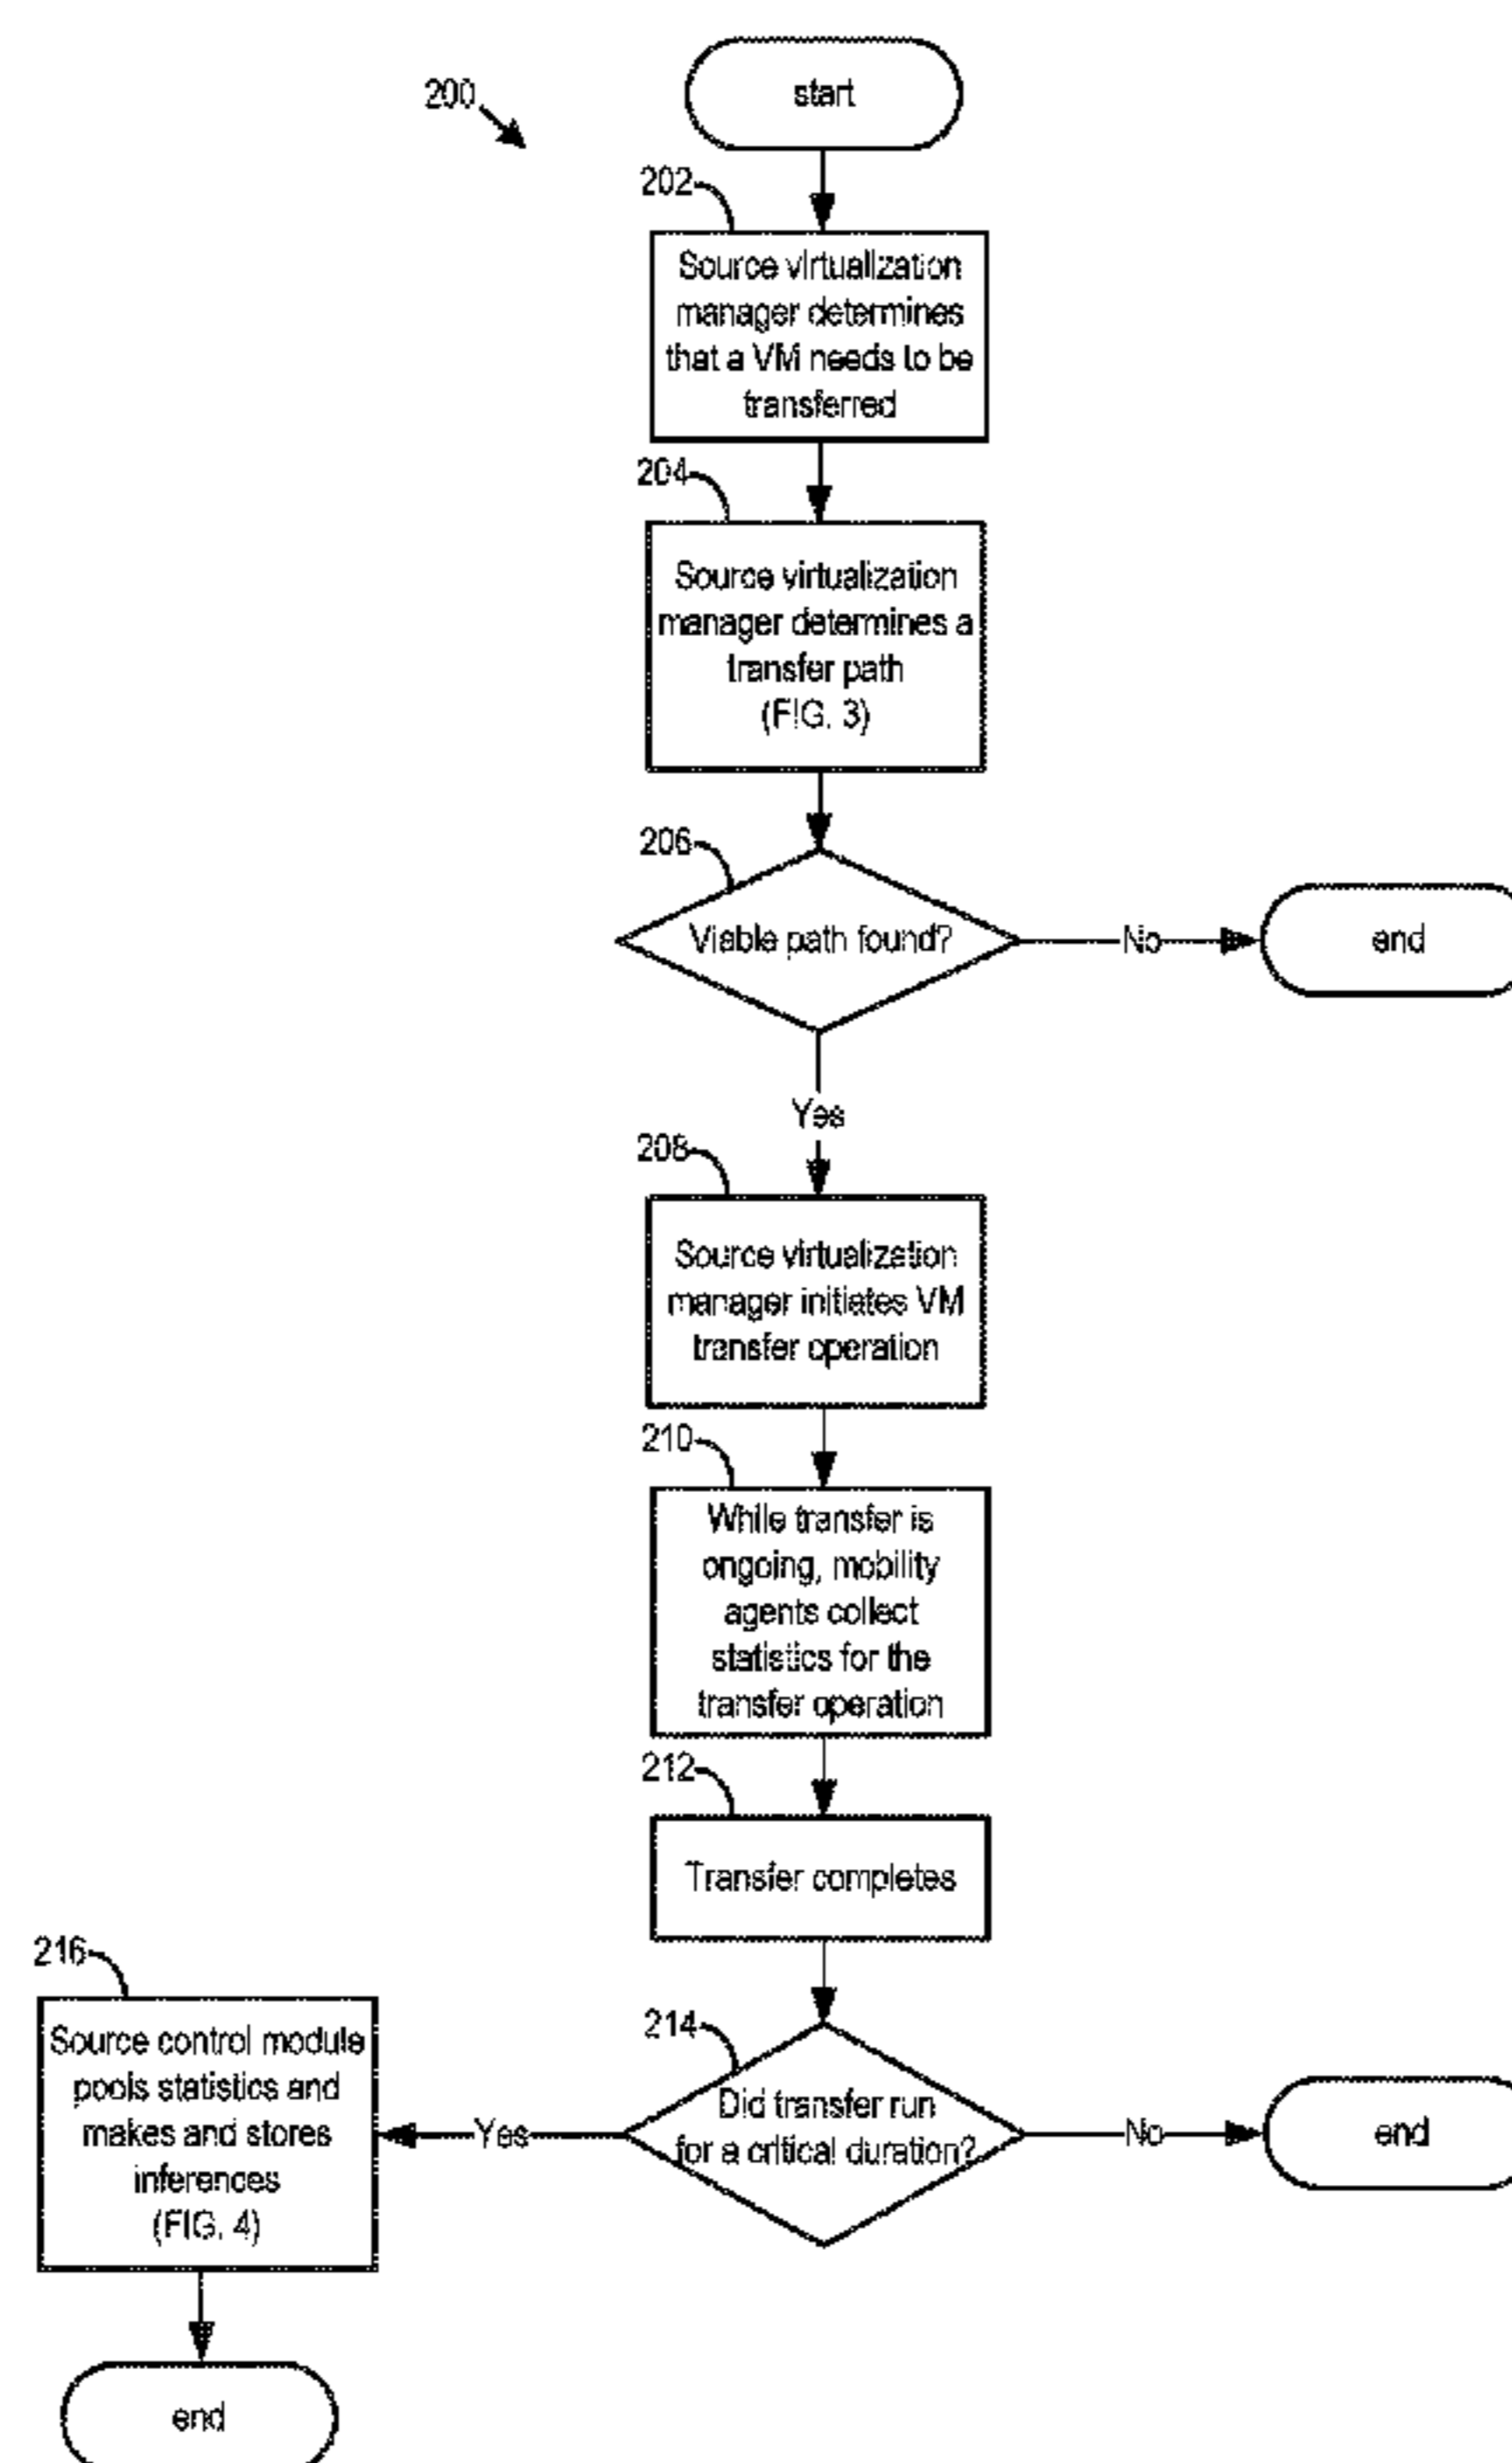 start
200
202
Source virtualization
manager determines
that a VM needs to be
transferred
204
Source virtualization
manager determines a
transfer path
(FIG. 3)
206
Viable path found?
No
end
Yes
208
Source virtualization
manager initiates VM
transfer operation
210
While transfer is
ongoing, mobility
agents collect
statistics for the
transfer operation
212
Transfer completes
214
Did transfer run
for a critical duration?
No
end
Yes
216
Source control module
pools statistics and
makes and stores
inferences
(FIG. 4)
end